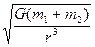 √(G(m₁ + m₂) / r³)